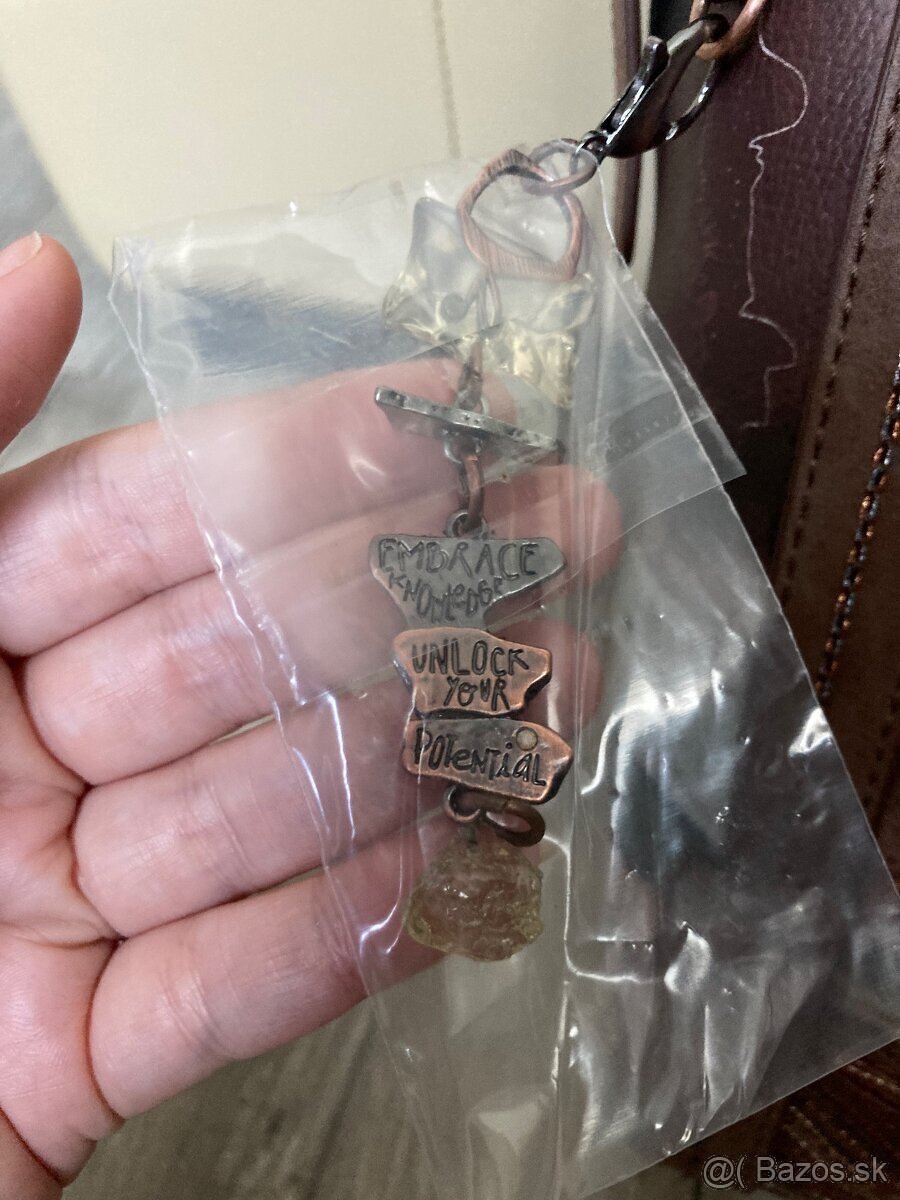 EMBRACE
KNOWLeDGE
UNLOCK
YOUR
POTeNTiaL
@( Bazos.sk